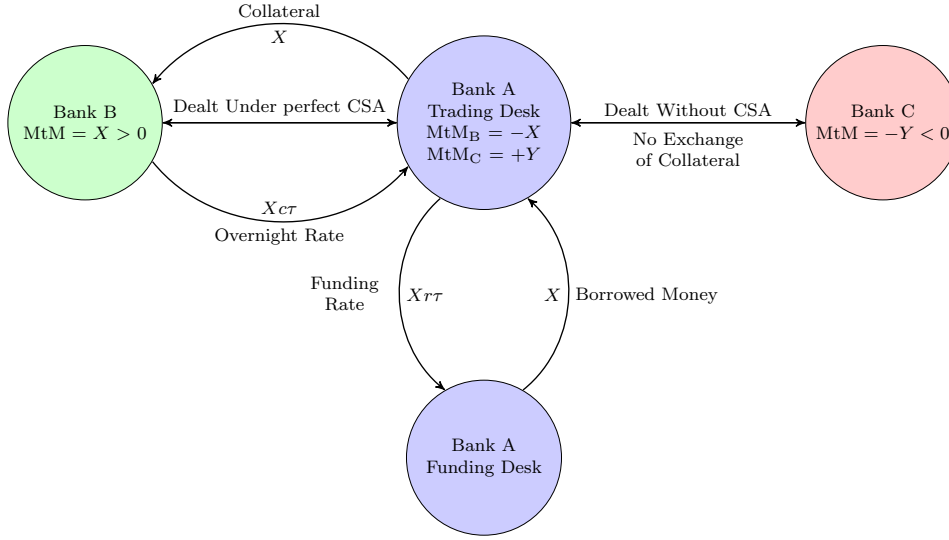 Collateral
X
Bank B
MtM = X > 0
Dealt Under perfect CSA
Bank A
Trading Desk
MtM_B = −X
MtM_C = +Y
Dealt Without CSA
No Exchange
of Collateral
Bank C
MtM = −Y < 0
Xcτ
Overnight Rate
Funding
Rate
Xrτ
X
Borrowed Money
Bank A
Funding Desk